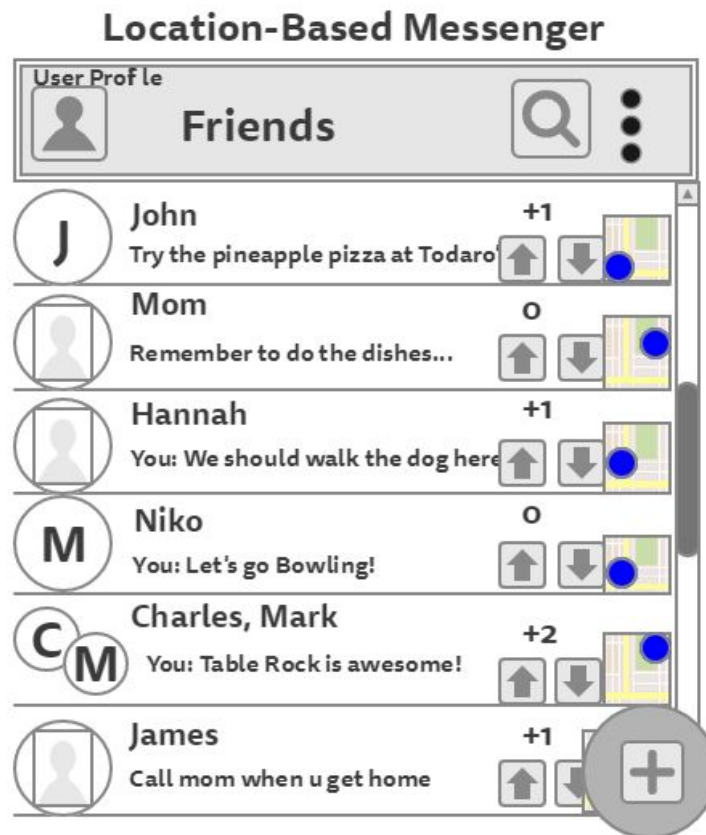 Location-Based Messenger
User Profile
Friends
John
+1
Try the pineapple pizza at Todaro'
J
Mom
0
Remember to do the dishes...
Hannah
+1
You: We should walk the dog here
Niko
0
M
You: Let's go Bowling!
Charles, Mark
+2
C
M
You: Table Rock is awesome!
James
+1
Call mom when u get home